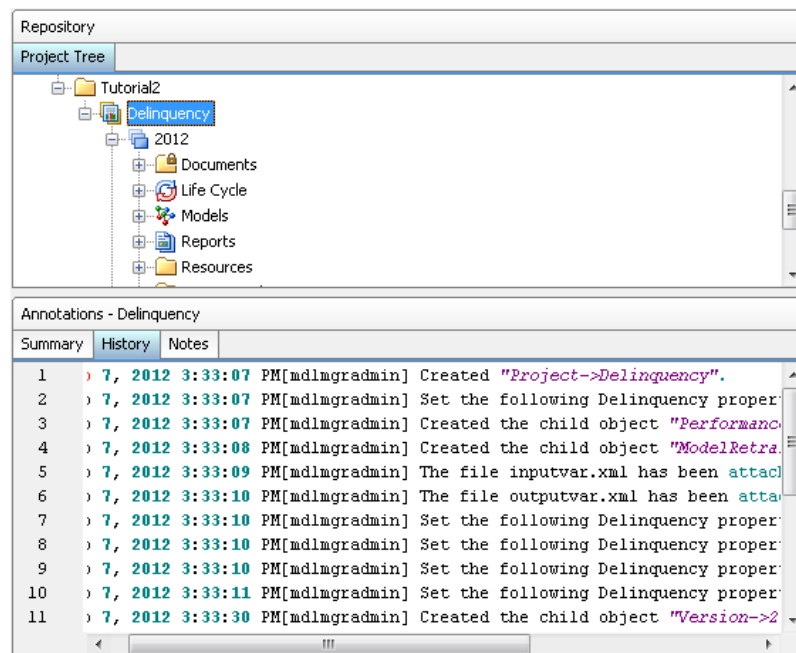 Repository
Project Tree
Tutorial2
Delinquency
2012
Documents
Life Cycle
Models
Reports
Resources
Annotations - Delinquency
Summary History Notes
1 7, 2012 3:33:07 PM[mdlmgradmin] Created "Project->Delinquency".
2 7, 2012 3:33:07 PM[mdlmgradmin] Set the following Delinquency proper
3 7, 2012 3:33:07 PM[mdlmgradmin] Created the child object "Performanc
4 7, 2012 3:33:08 PM[mdlmgradmin] Created the child object "ModelRetra
5 7, 2012 3:33:09 PM[mdlmgradmin] The file inputvar.xml has been attach
6 7, 2012 3:33:10 PM[mdlmgradmin] The file outputvar.xml has been atta
7 7, 2012 3:33:10 PM[mdlmgradmin] Set the following Delinquency proper
8 7, 2012 3:33:10 PM[mdlmgradmin] Set the following Delinquency proper
9 7, 2012 3:33:10 PM[mdlmgradmin] Set the following Delinquency proper
10 7, 2012 3:33:11 PM[mdlmgradmin] Set the following Delinquency proper
11 7, 2012 3:33:30 PM[mdlmgradmin] Created the child object "Version->2